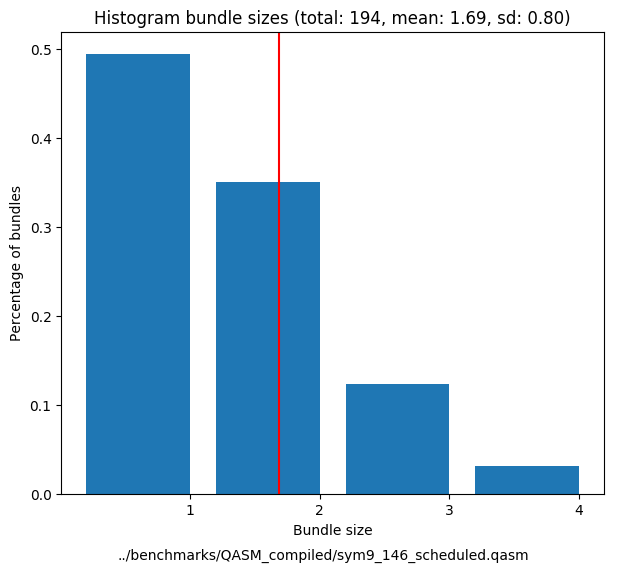 Histogram bundle sizes (total: 194, mean: 1.69, sd: 0.80)
0.5
0.4
0.3
0.2
0.1
0.0
Percentage of bundles
1 2 3 4
Bundle size
../benchmarks/QASM_compiled/sym9_146_scheduled.qasm